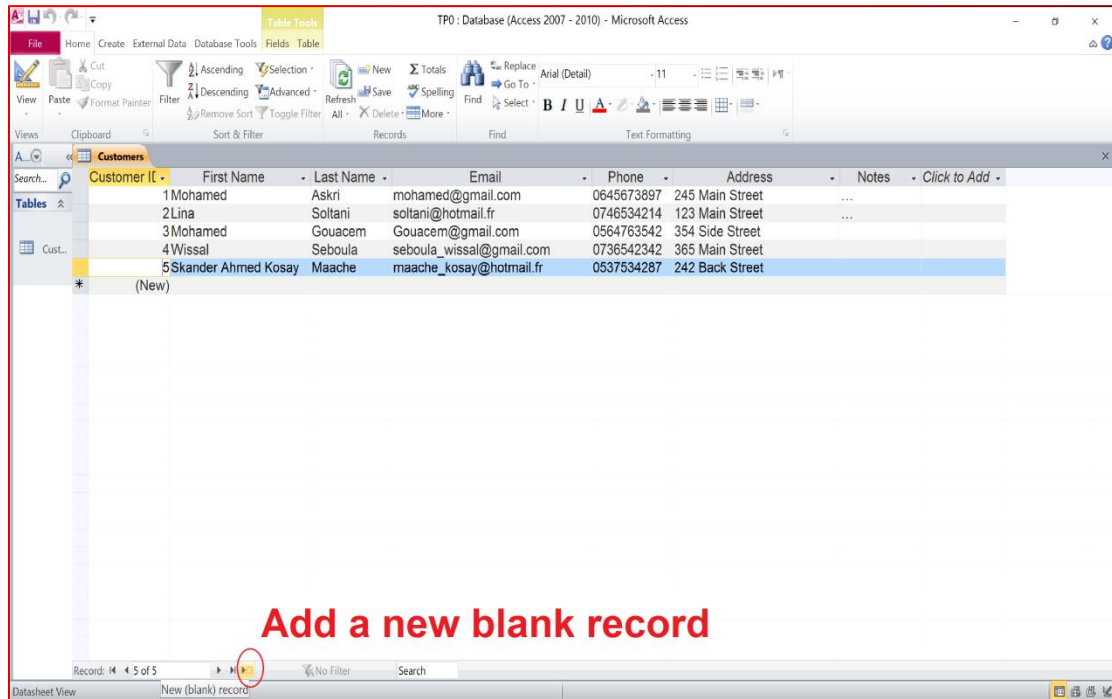 Table Tools
TP0 : Database (Access 2007 - 2010) - Microsoft Access
File Home Create External Data Database Tools Fields Table
View
Views
Paste
Cut
Copy
Format Painter
Clipboard
Filter
Ascending
Descending
Remove Sort
Selection
Advanced
Toggle Filter
Sort & Filter
Refresh All
New
Save
Delete
Totals
Spelling
More
Records
Find
Replace
Go To
Select
Find
Arial (Detail) 11
B I U A
Text Formatting
A...
Search...
Tables
Cust...
Customers
Customer ID First Name Last Name Email Phone Address Notes Click to Add
1 Mohamed Askri mohamed@gmail.com 0645673897 245 Main Street ...
2 Lina Soltani soltani@hotmail.fr 0746534214 123 Main Street ...
3 Mohamed Gouacem Gouacem@gmail.com 0564763542 354 Side Street
4 Wissal Seboula seboula_wissal@gmail.com 0736542342 365 Main Street
5 Skander Ahmed Kosay Maache maache_kosay@hotmail.fr 0537534287 242 Back Street
* (New)
Add a new blank record
Record: 5 of 5 No Filter Search
Datasheet View New (blank) record